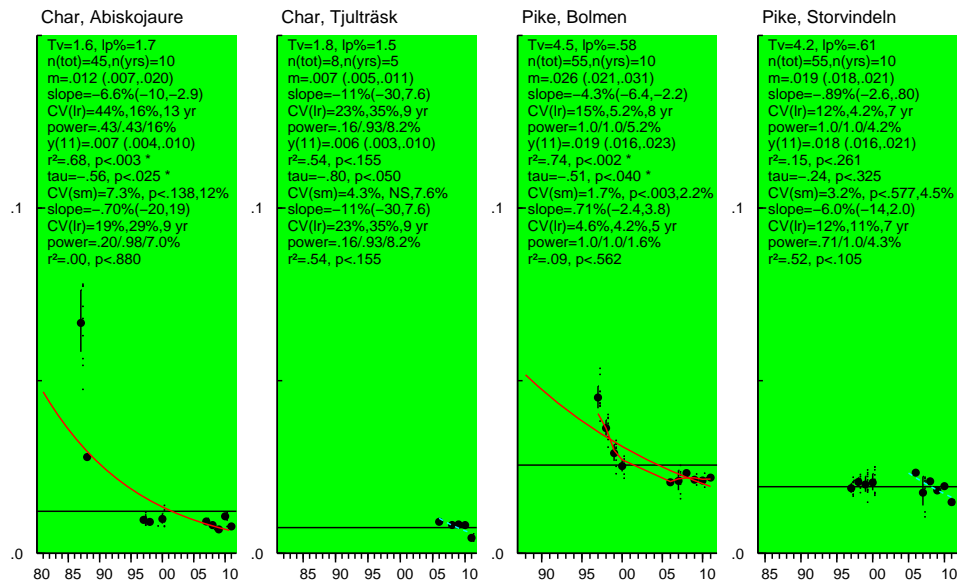 Char, Abiskojaure
Tv=1.6, lp%=1.7
n(tot)=45,n(yrs)=10
m=.012 (.007,.020)
slope=−6.6%(−10,−2.9)
CV(lr)=44%,16%,13 yr
power=.43/.43/16%
y(11)=.007 (.004,.010)
r²=.68, p<.003 *
tau=−.56, p<.025 *
CV(sm)=7.3%, p<.138,12%
slope=−.70%(−20,19)
CV(lr)=19%,29%,9 yr
power=.20/.98/7.0%
r²=.00, p<.880
.1
.0
80 85 90 95 00 05 10
Char, Tjulträsk
Tv=1.8, lp%=1.5
n(tot)=8,n(yrs)=5
m=.007 (.005,.011)
slope=−11%(−30,7.6)
CV(lr)=23%,35%,9 yr
power=.16/.93/8.2%
y(11)=.006 (.003,.010)
r²=.54, p<.155
tau=−.80, p<.050
CV(sm)=4.3%, NS,7.6%
slope=−11%(−30,7.6)
CV(lr)=23%,35%,9 yr
power=.16/.93/8.2%
r²=.54, p<.155
.1
.0
85 90 95 00 05 10
Pike, Bolmen
Tv=4.5, lp%=.58
n(tot)=55,n(yrs)=10
m=.026 (.021,.031)
slope=−4.3%(−6.4,−2.2)
CV(lr)=15%,5.2%,8 yr
power=1.0/1.0/5.2%
y(11)=.019 (.016,.023)
r²=.74, p<.002 *
tau=−.51, p<.040 *
CV(sm)=1.7%, p<.003,2.2%
slope=.71%(−2.4,3.8)
CV(lr)=4.6%,4.2%,5 yr
power=1.0/1.0/1.6%
r²=.09, p<.562
.1
.0
90 95 00 05 10
Pike, Storvindeln
Tv=4.2, lp%=.61
n(tot)=55,n(yrs)=10
m=.019 (.018,.021)
slope=−.89%(−2.6,.80)
CV(lr)=12%,4.2%,7 yr
power=1.0/1.0/4.2%
y(11)=.018 (.016,.021)
r²=.15, p<.261
tau=−.24, p<.325
CV(sm)=3.2%, p<.577,4.5%
slope=−6.0%(−14,2.0)
CV(lr)=12%,11%,7 yr
power=.71/1.0/4.3%
r²=.52, p<.105
.1
.0
85 90 95 00 05 10